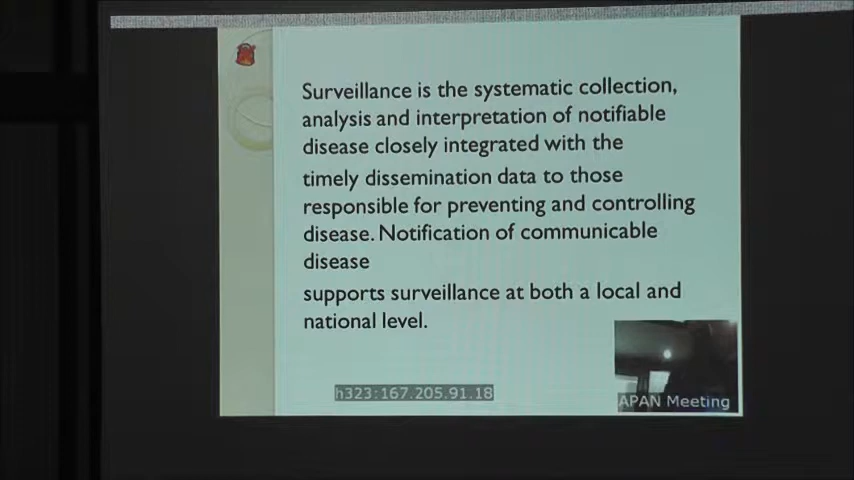 Surveillance is the systematic collection,
analysis and interpretation of notifiable
disease closely integrated with the
timely dissemination data to those
responsible for preventing and controlling
disease. Notification of communicable
disease
supports surveillance at both a local and
national level.
h323:167.205.91.18
APAN Meeting